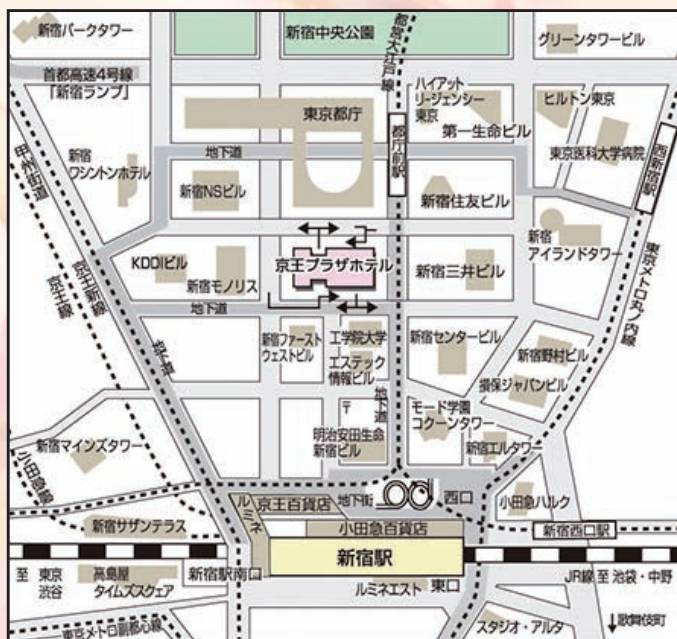 新宿パークタワー
新宿中央公園
都営大江戸線
グリーンタワービル
首都高速4号線
「新宿ランプ」
ハイアット
リージェンシー
東京
ヒルトン東京
東京都庁
第一生命ビル
都庁前駅
東京医科大学病院
西新宿駅
甲州街道
新宿
ワシントンホテル
地下道
新宿NSビル
新宿住友ビル
新宿
アイランドタワー
京王新線
京王線
KDDIビル
新宿モノリス
京王プラザホテル
新宿三井ビル
東京メトロ丸ノ内線
地下道
地下道
新宿ファースト
ウェストビル
工学院大学
エステック
情報ビル
新宿センタービル
新宿野村ビル
損保ジャパンビル
地下道
〒
モード学園
コクーンタワー
明治安田生命
新宿ビル
新宿エルタワー
新宿マインズタワー
小田急線
ルミネ
京王百貨店
地下街
西口
小田急ハルク
新宿サザンテラス
小田急百貨店
新宿西口駅
新宿駅
至 東京
渋谷
高島屋
タイムズスクェア
新宿駅南口
ルミネエスト
東口
JR線 至 池袋・中野
東京メトロ副都心線
スタジオ・アルタ
↓歌舞伎町